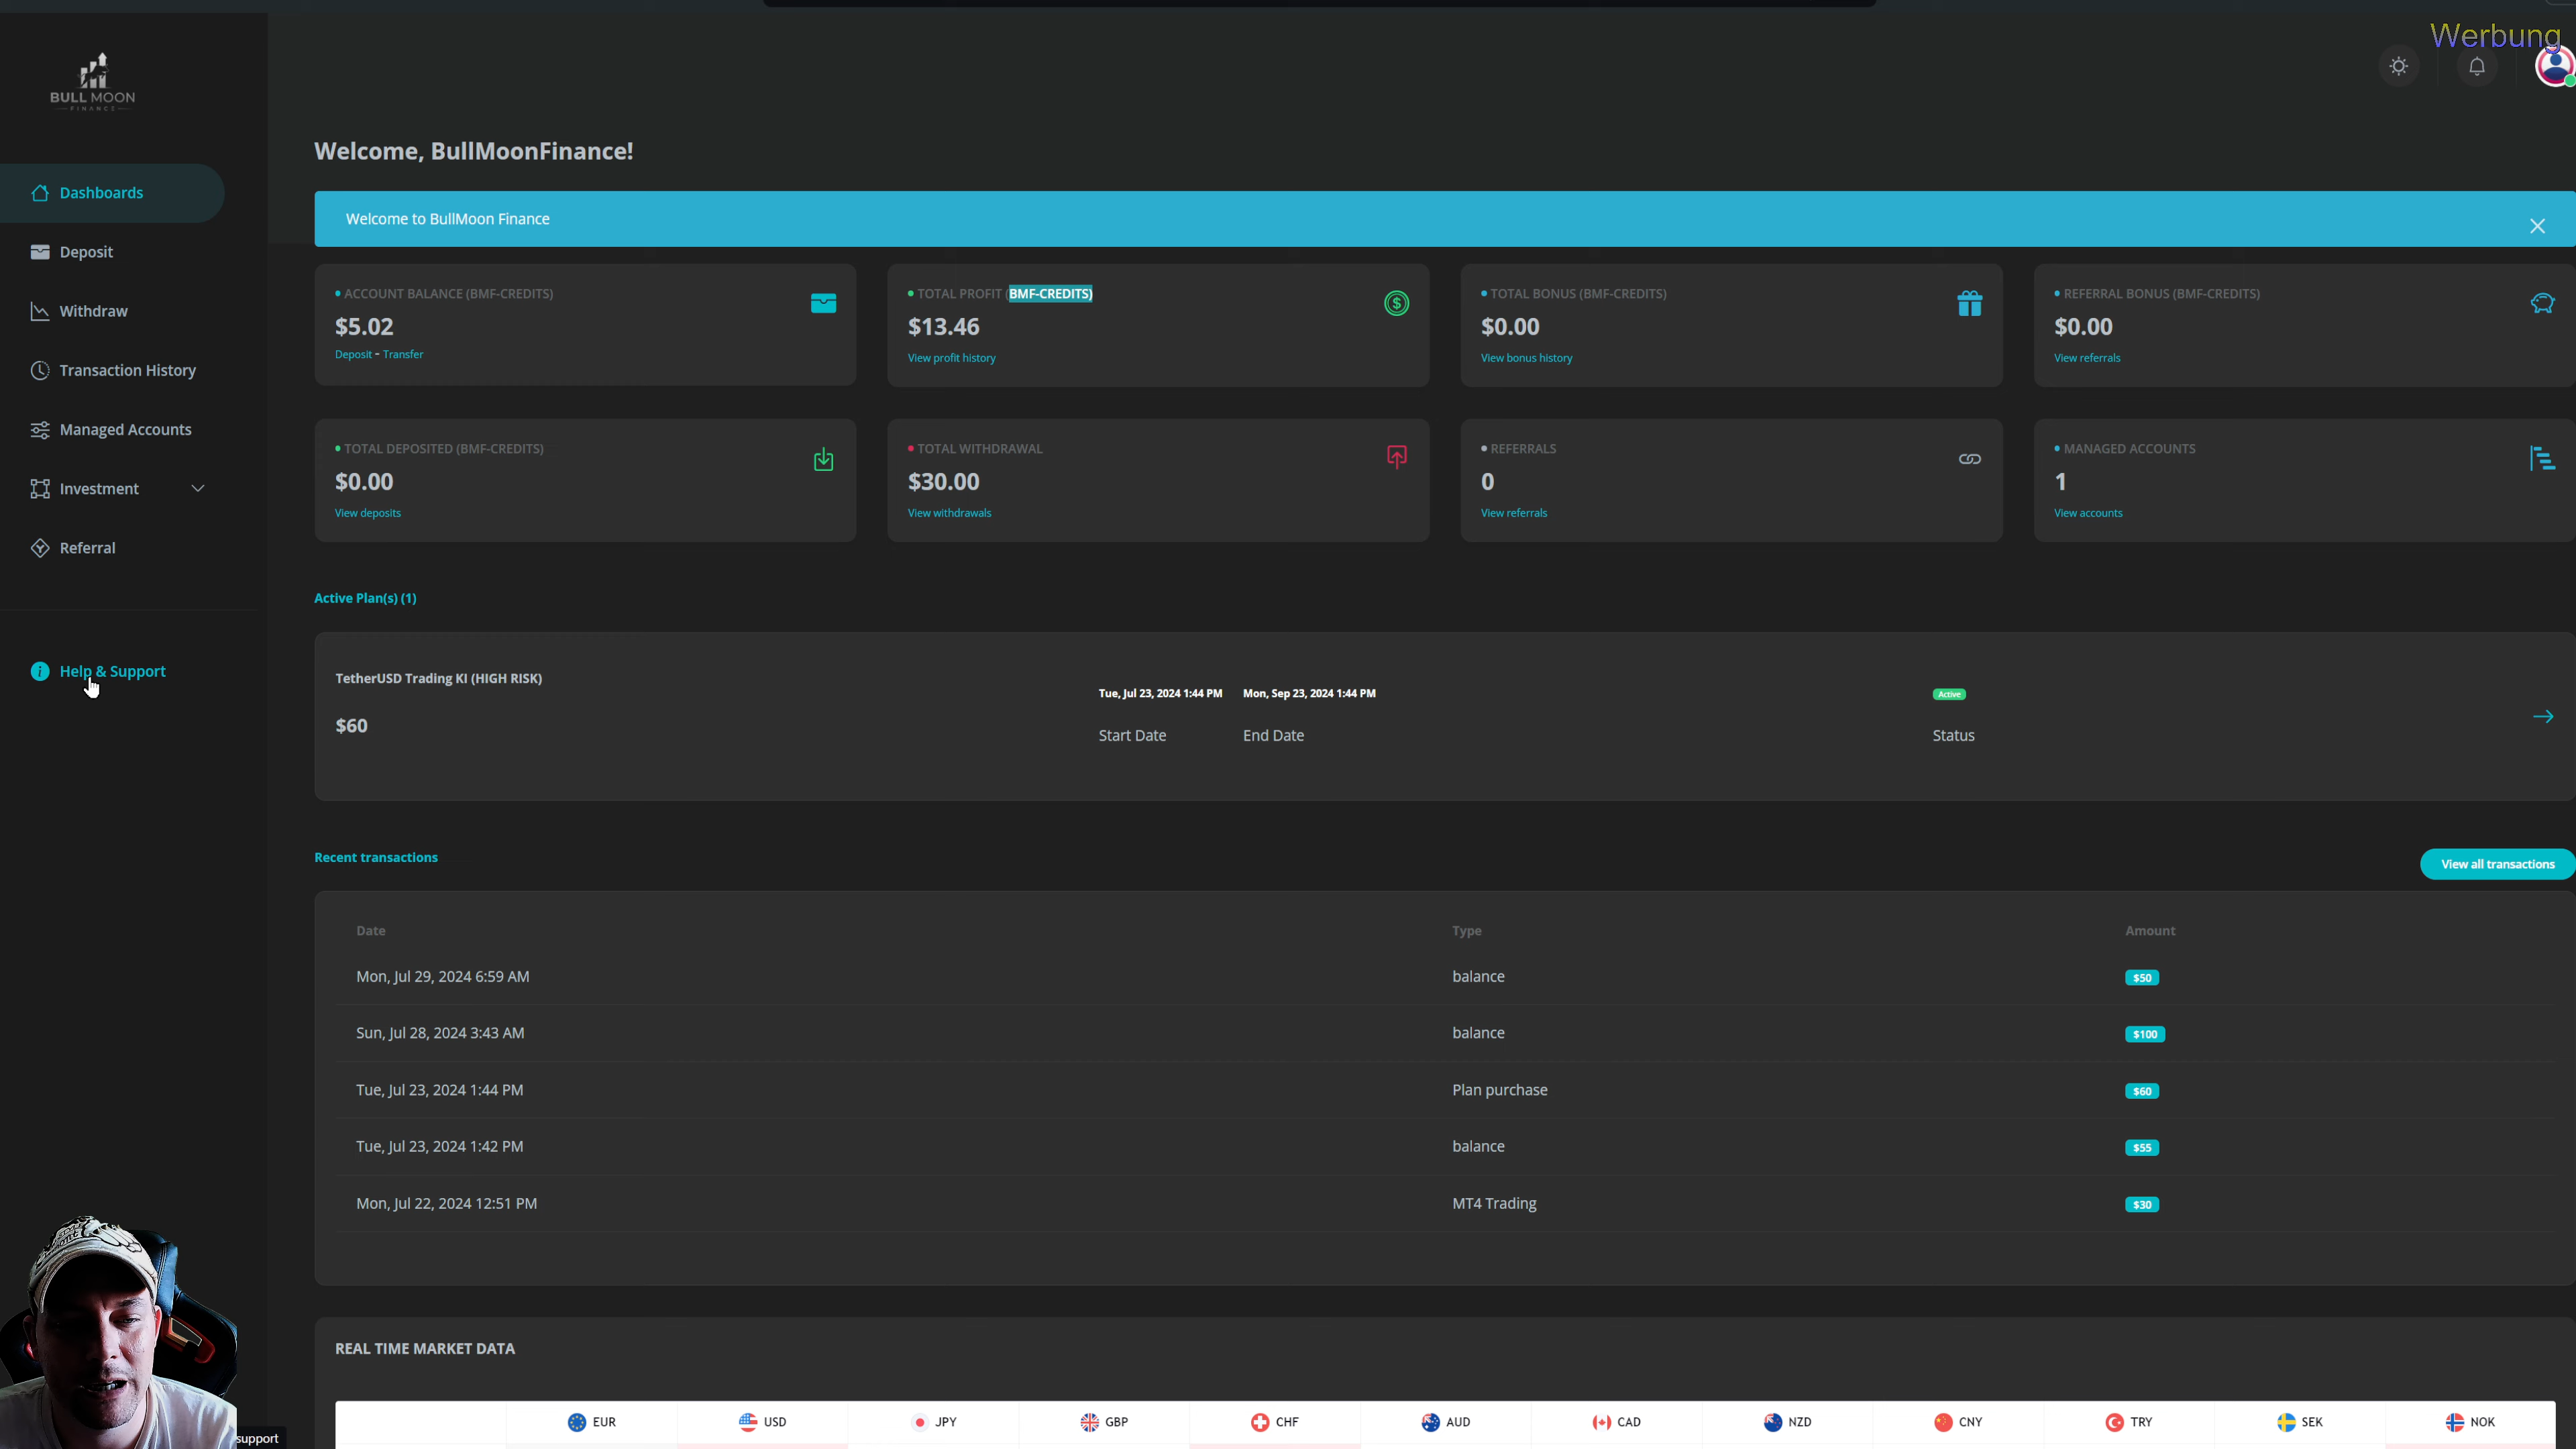 Werbung
BULL MOON
FINANCE
Welcome, BullMoonFinance!
Dashboards
Welcome to BullMoon Finance
Deposit
Withdraw
Transaction History
Managed Accounts
Investment
Referral
Help & Support
ACCOUNT BALANCE (BMF-CREDITS)
$5.02
Deposit - Transfer
TOTAL PROFIT (BMF-CREDITS)
$13.46
View profit history
TOTAL BONUS (BMF-CREDITS)
$0.00
View bonus history
REFERRAL BONUS (BMF-CREDITS)
$0.00
View referrals
TOTAL DEPOSITED (BMF-CREDITS)
$0.00
View deposits
TOTAL WITHDRAWAL
$30.00
View withdrawals
REFERRALS
0
View referrals
MANAGED ACCOUNTS
1
View accounts
Active Plan(s) (1)
TetherUSD Trading KI (HIGH RISK)
$60
Tue, Jul 23, 2024 1:44 PM
Start Date
Mon, Sep 23, 2024 1:44 PM
End Date
Active
Status
Recent transactions
View all transactions
Date Type Amount
Mon, Jul 29, 2024 6:59 AM balance $50
Sun, Jul 28, 2024 3:43 AM balance $100
Tue, Jul 23, 2024 1:44 PM Plan purchase $60
Tue, Jul 23, 2024 1:42 PM balance $55
Mon, Jul 22, 2024 12:51 PM MT4 Trading $30
REAL TIME MARKET DATA
EUR USD JPY GBP CHF AUD CAD NZD CNY TRY SEK NOK
support